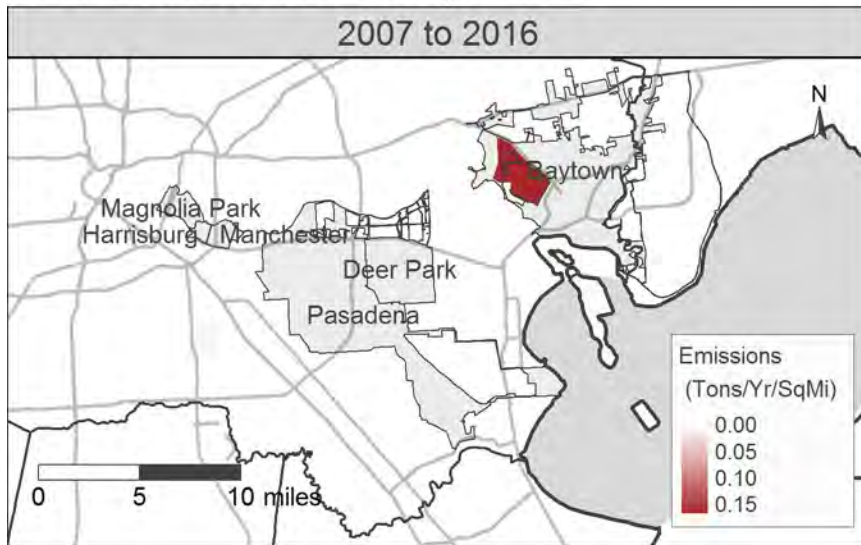 2007 to 2016
N
Baytown
Magnolia Park
Harrisburg Manchester
Deer Park
Pasadena
Emissions
(Tons/Yr/SqMi)
0.00
0.05
0.10
0.15
0 5 10 miles